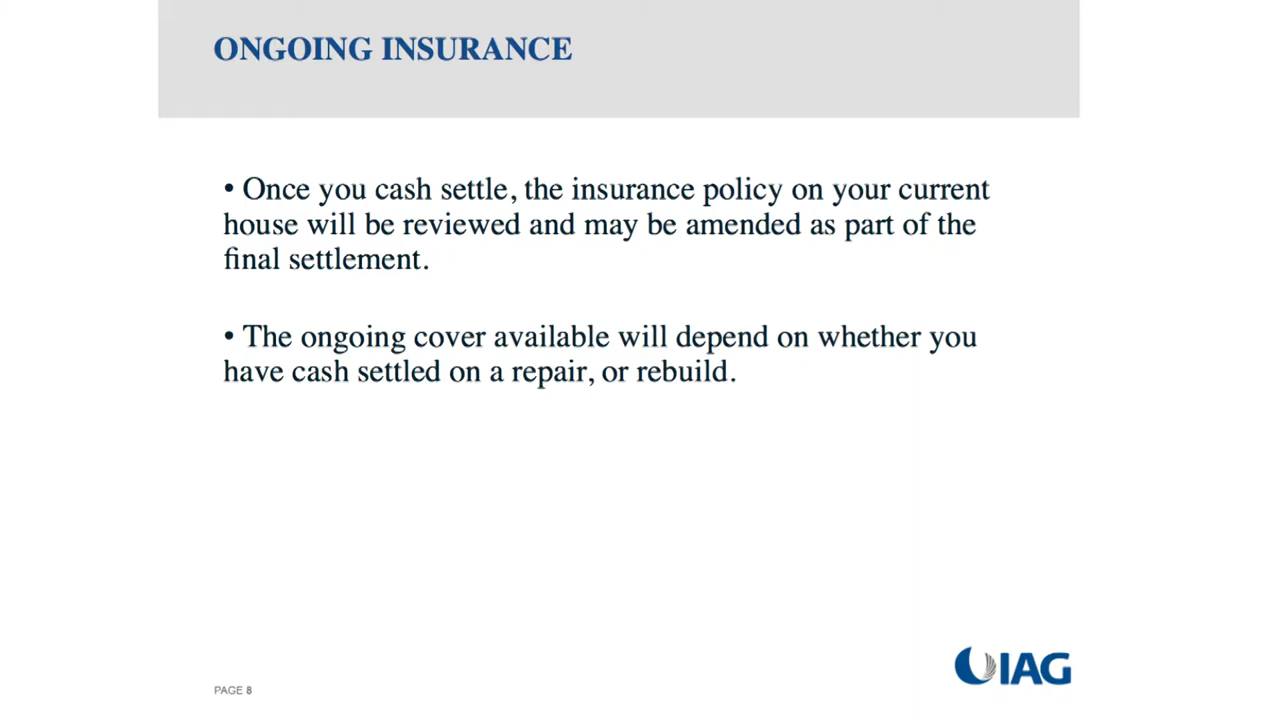 ONGOING INSURANCE
• Once you cash settle, the insurance policy on your current
house will be reviewed and may be amended as part of the
final settlement.
• The ongoing cover available will depend on whether you
have cash settled on a repair, or rebuild.
IAG
PAGE 8